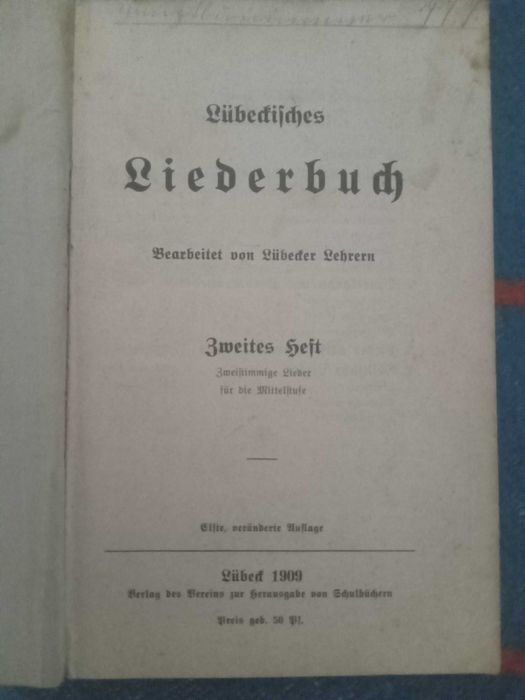 Lübeckisches
Liederbuch
Bearbeitet von Lübecker Lehrern
Zweites Heft
Zweistimmige Lieder
für die Mittelstufe
Elfte, veränderte Auflage
Lübeck 1909
Verlag des Vereins zur Herausgabe von Schulbüchern
Preis geb. 50 Pf.